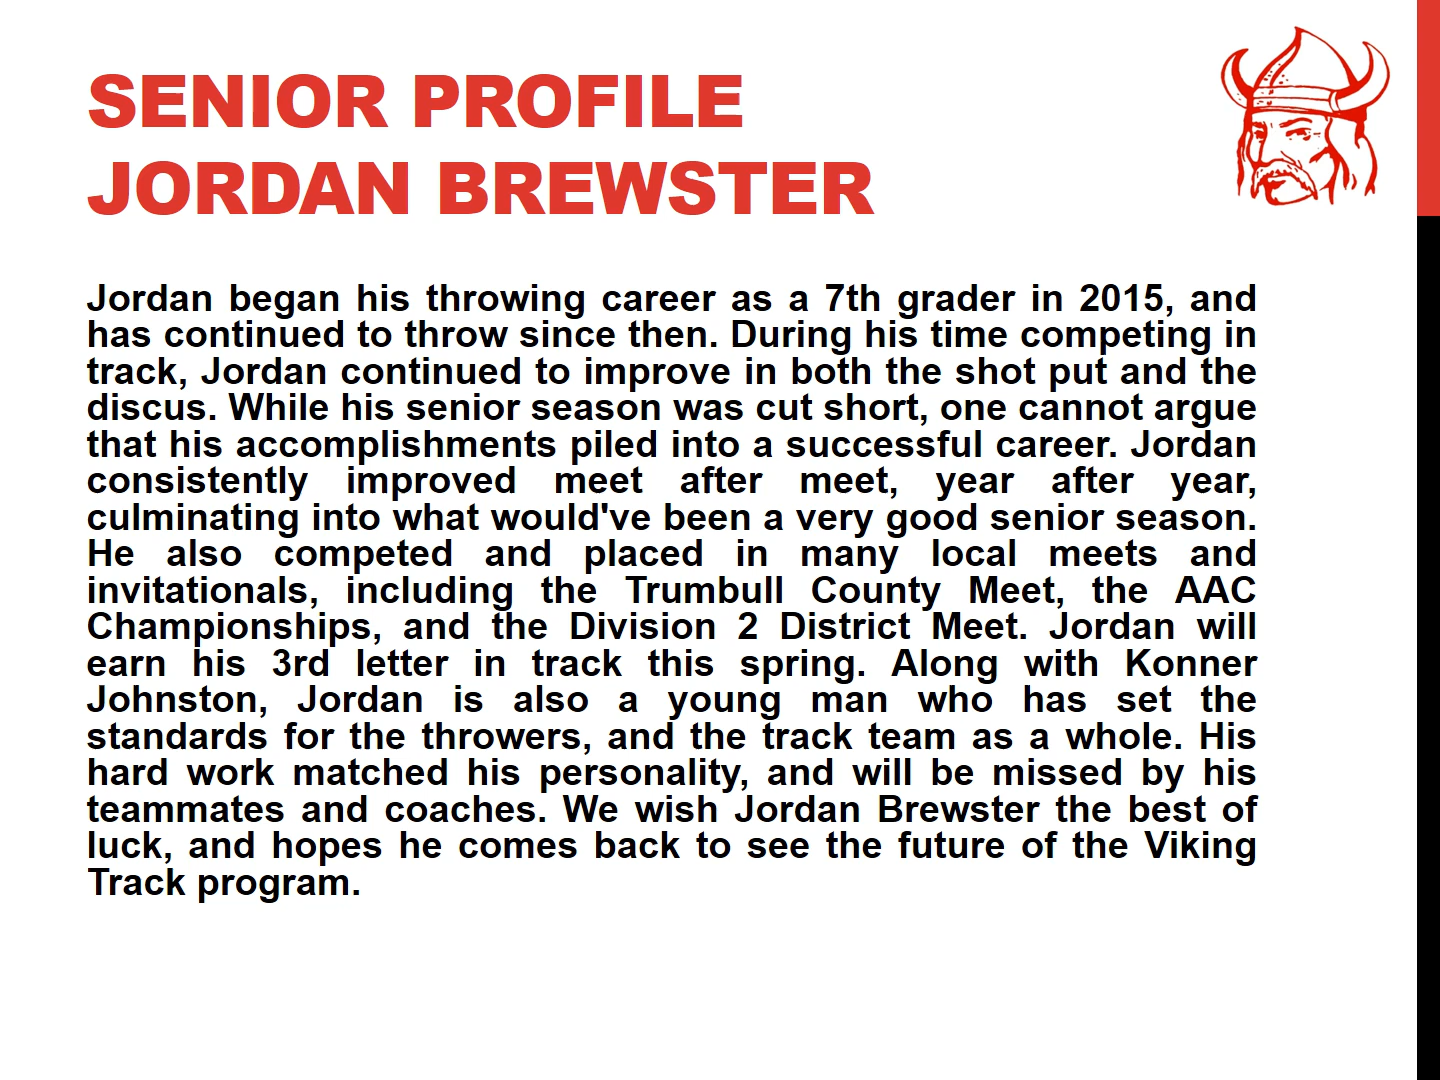 SENIOR PROFILE
JORDAN BREWSTER
Jordan began his throwing career as a 7th grader in 2015, and
has continued to throw since then. During his time competing in
track, Jordan continued to improve in both the shot put and the
discus. While his senior season was cut short, one cannot argue
that his accomplishments piled into a successful career. Jordan
consistently improved meet after meet, year after year,
culminating into what would've been a very good senior season.
He also competed and placed in many local meets and
invitationals, including the Trumbull County Meet, the AAC
Championships, and the Division 2 District Meet. Jordan will
earn his 3rd letter in track this spring. Along with Konner
Johnston, Jordan is also a young man who has set the
standards for the throwers, and the track team as a whole. His
hard work matched his personality, and will be missed by his
teammates and coaches. We wish Jordan Brewster the best of
luck, and hopes he comes back to see the future of the Viking
Track program.